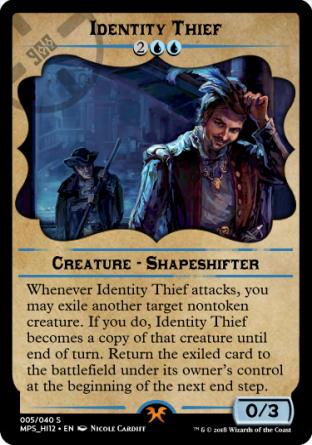 Identity Thief
2
Creature - Shapeshifter
Whenever Identity Thief attacks, you
may exile another target nontoken
creature. If you do, Identity Thief
becomes a copy of that creature until
end of turn. Return the exiled card to
the battlefield under its owner's control
at the beginning of the next end step.
0/3
005/040 S
MPS_HI12 • EN Nicole Cardiff
™ & © 2018 Wizards of the Coast